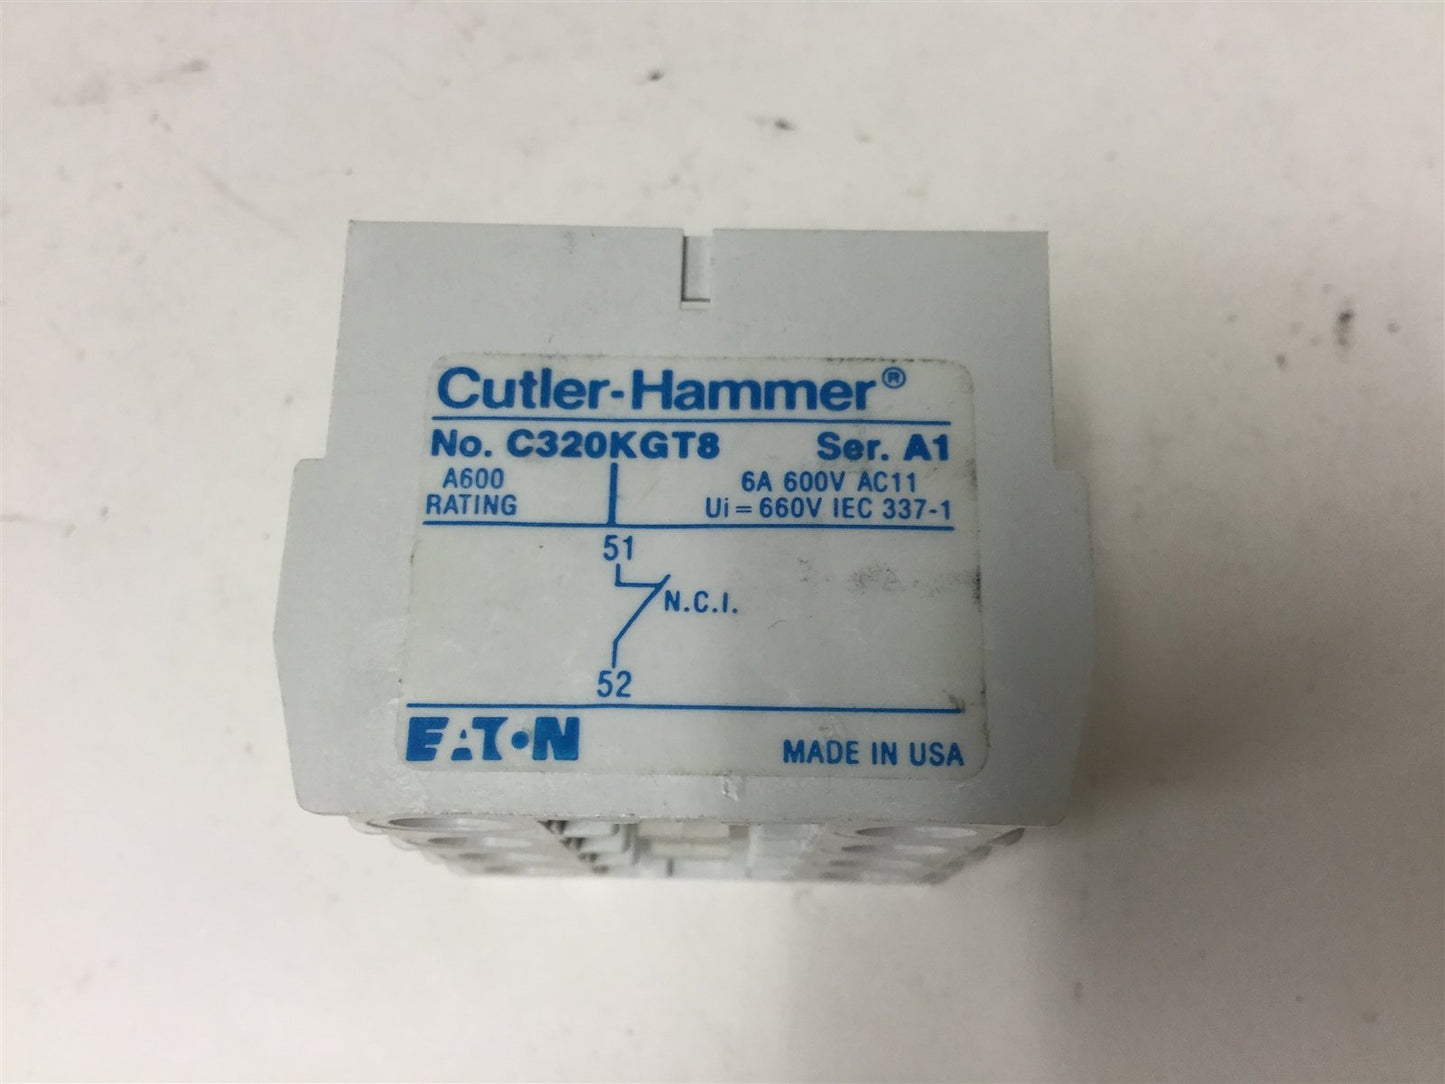 Cutler-Hammer®
No. C320KGT8 Ser. A1
A600 6A 600V AC11
RATING Ui = 660V IEC 337-1
51
N.C.I.
52
EATON MADE IN USA